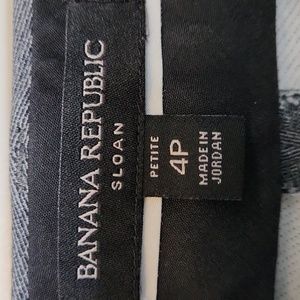 BANANA REPUBLIC
SLOAN
PETITE
4P
MADE IN
JORDAN